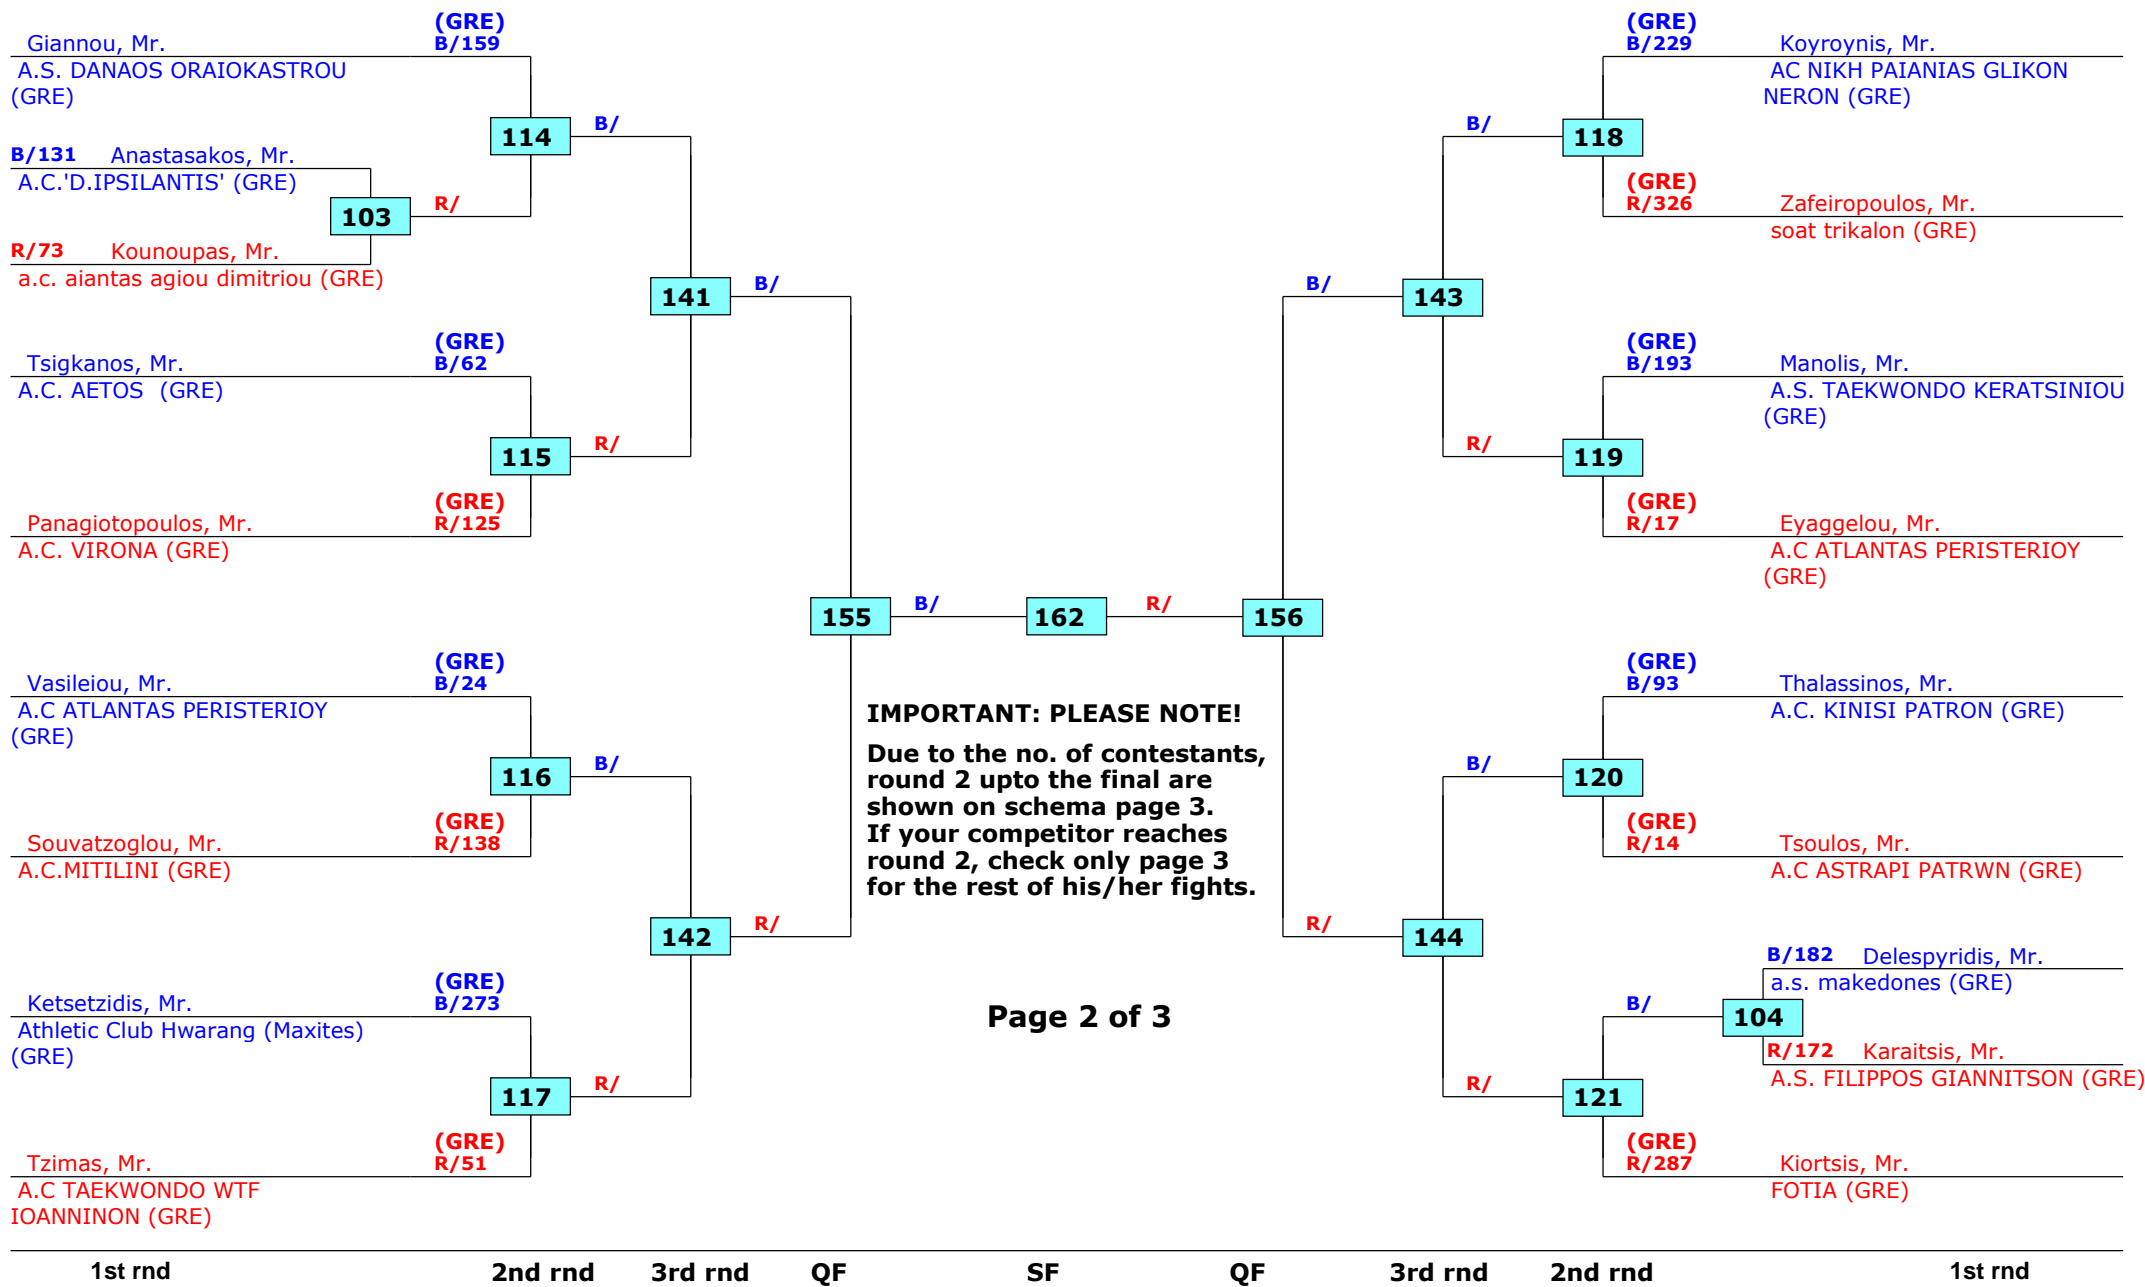 (GRE)
Giannou, Mr. B/159
A.S. DANAOS ORAIOKASTROU
(GRE)
114
B/
B/131 Anastasakos, Mr.
A.C.'D.IPSILANTIS' (GRE)
103
R/
R/73 Kounoupas, Mr.
a.c. aiantas agiou dimitriou (GRE)
141
B/
(GRE)
Tsigkanos, Mr. B/62
A.C. AETOS (GRE)
115
R/
(GRE)
Panagiotopoulos, Mr. R/125
A.C. VIRONA (GRE)
155
B/
162
R/
156
(GRE)
Vasileiou, Mr. B/24
A.C ATLANTAS PERISTERIOY
(GRE)
116
B/
(GRE)
Souvatzoglou, Mr. R/138
A.C.MITILINI (GRE)
142
R/
(GRE)
Ketsetzidis, Mr. B/273
Athletic Club Hwarang (Maxites)
(GRE)
117
R/
(GRE)
Tzimas, Mr. R/51
A.C TAEKWONDO WTF
IOANNINON (GRE)
IMPORTANT: PLEASE NOTE!
Due to the no. of contestants,
round 2 upto the final are
shown on schema page 3.
If your competitor reaches
round 2, check only page 3
for the rest of his/her fights.
Page 2 of 3
(GRE)
B/229 Koyroynis, Mr.
AC NIKH PAIANIAS GLIKON
NERON (GRE)
B/
118
(GRE)
R/326 Zafeiropoulos, Mr.
soat trikalon (GRE)
B/
143
(GRE)
B/193 Manolis, Mr.
A.S. TAEKWONDO KERATSINIOU
(GRE)
R/
119
(GRE)
R/17 Eyaggelou, Mr.
A.C ATLANTAS PERISTERIOY
(GRE)
(GRE)
B/93 Thalassinos, Mr.
A.C. KINISI PATRON (GRE)
B/
120
(GRE)
R/14 Tsoulos, Mr.
A.C ASTRAPI PATRWN (GRE)
R/
144
B/182 Delespyridis, Mr.
a.s. makedones (GRE)
B/
104
R/172 Karaitsis, Mr.
A.S. FILIPPOS GIANNITSON (GRE)
R/
121
(GRE)
R/287 Kiortsis, Mr.
FOTIA (GRE)
1st rnd 2nd rnd 3rd rnd QF SF QF 3rd rnd 2nd rnd 1st rnd